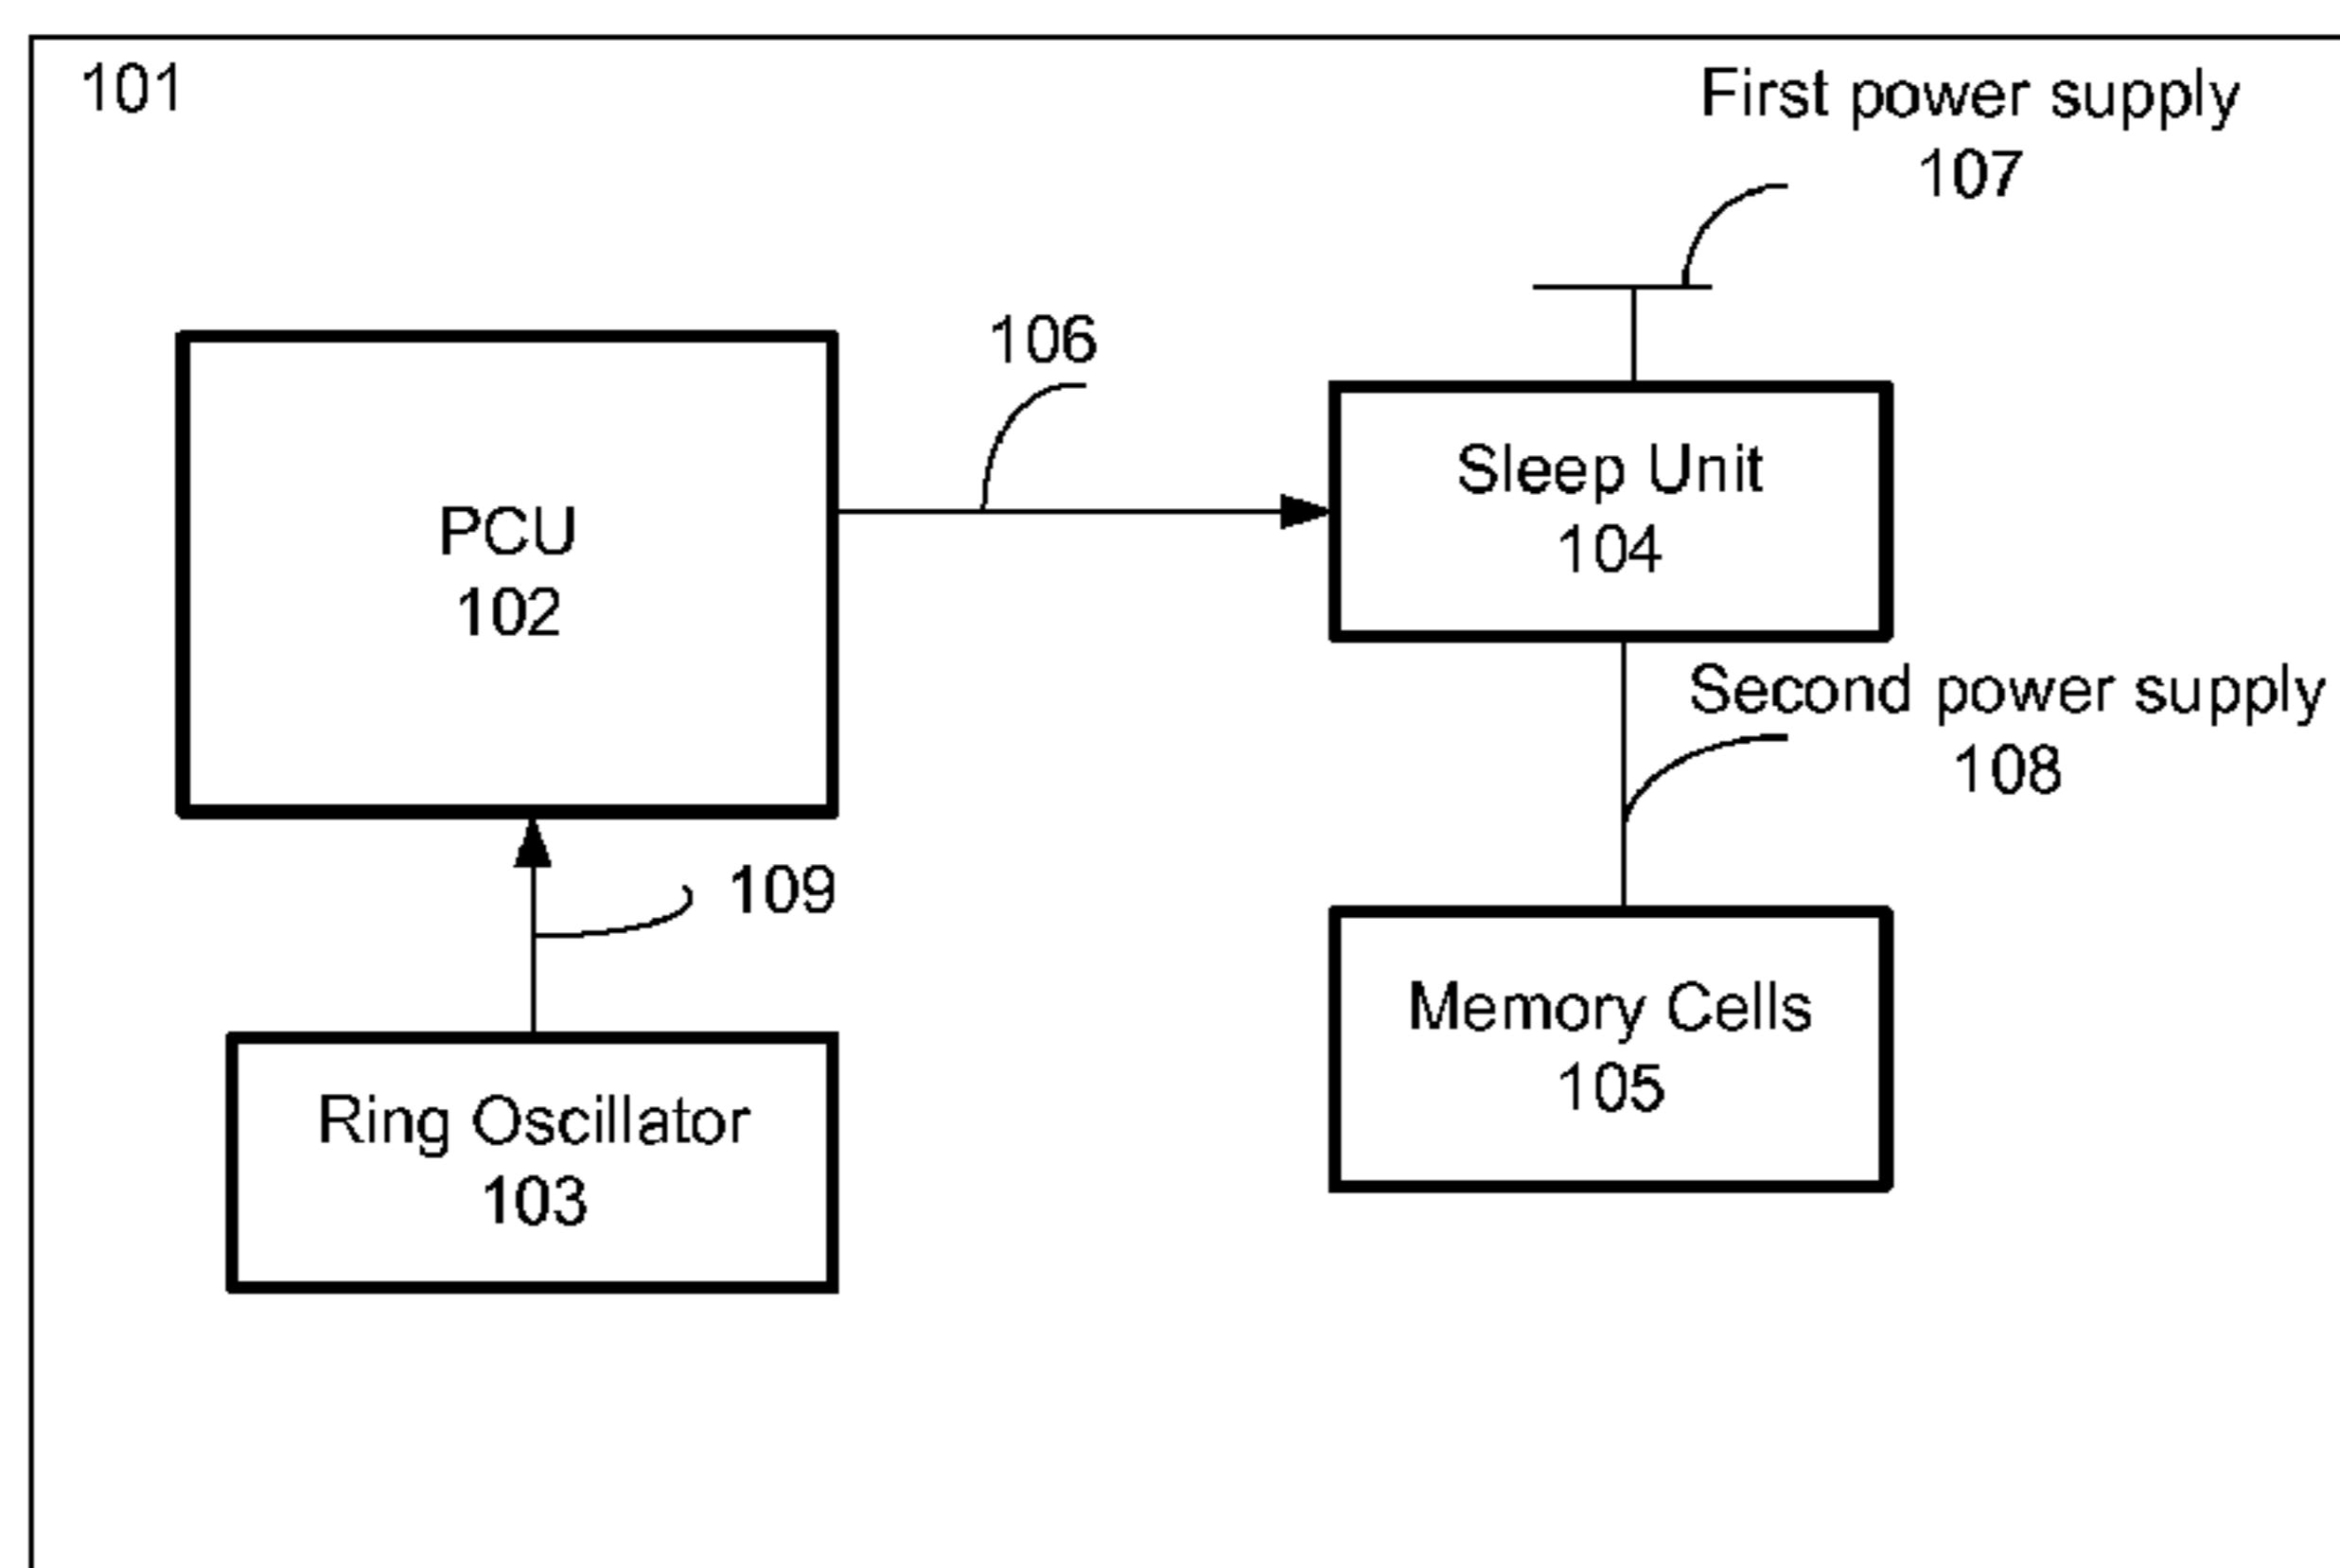 101
First power supply
107
106
PCU
102
Sleep Unit
104
Second power supply
108
109
Memory Cells
105
Ring Oscillator
103